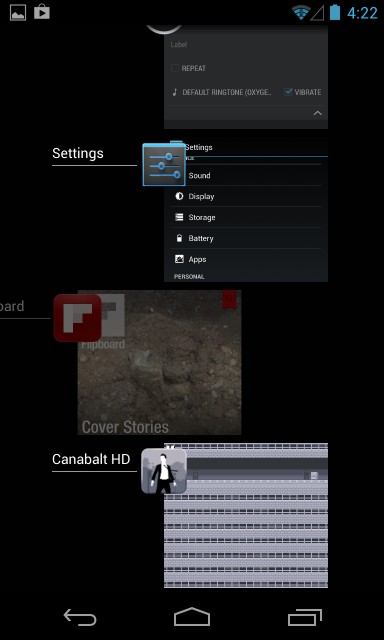 4:22
Label
REPEAT
DEFAULT RINGTONE (OXYGE..
VIBRATE
Settings
Settings
Sound
Display
Storage
Battery
Apps
PERSONAL
oard
Flipboard
Cover Stories
Canabalt HD